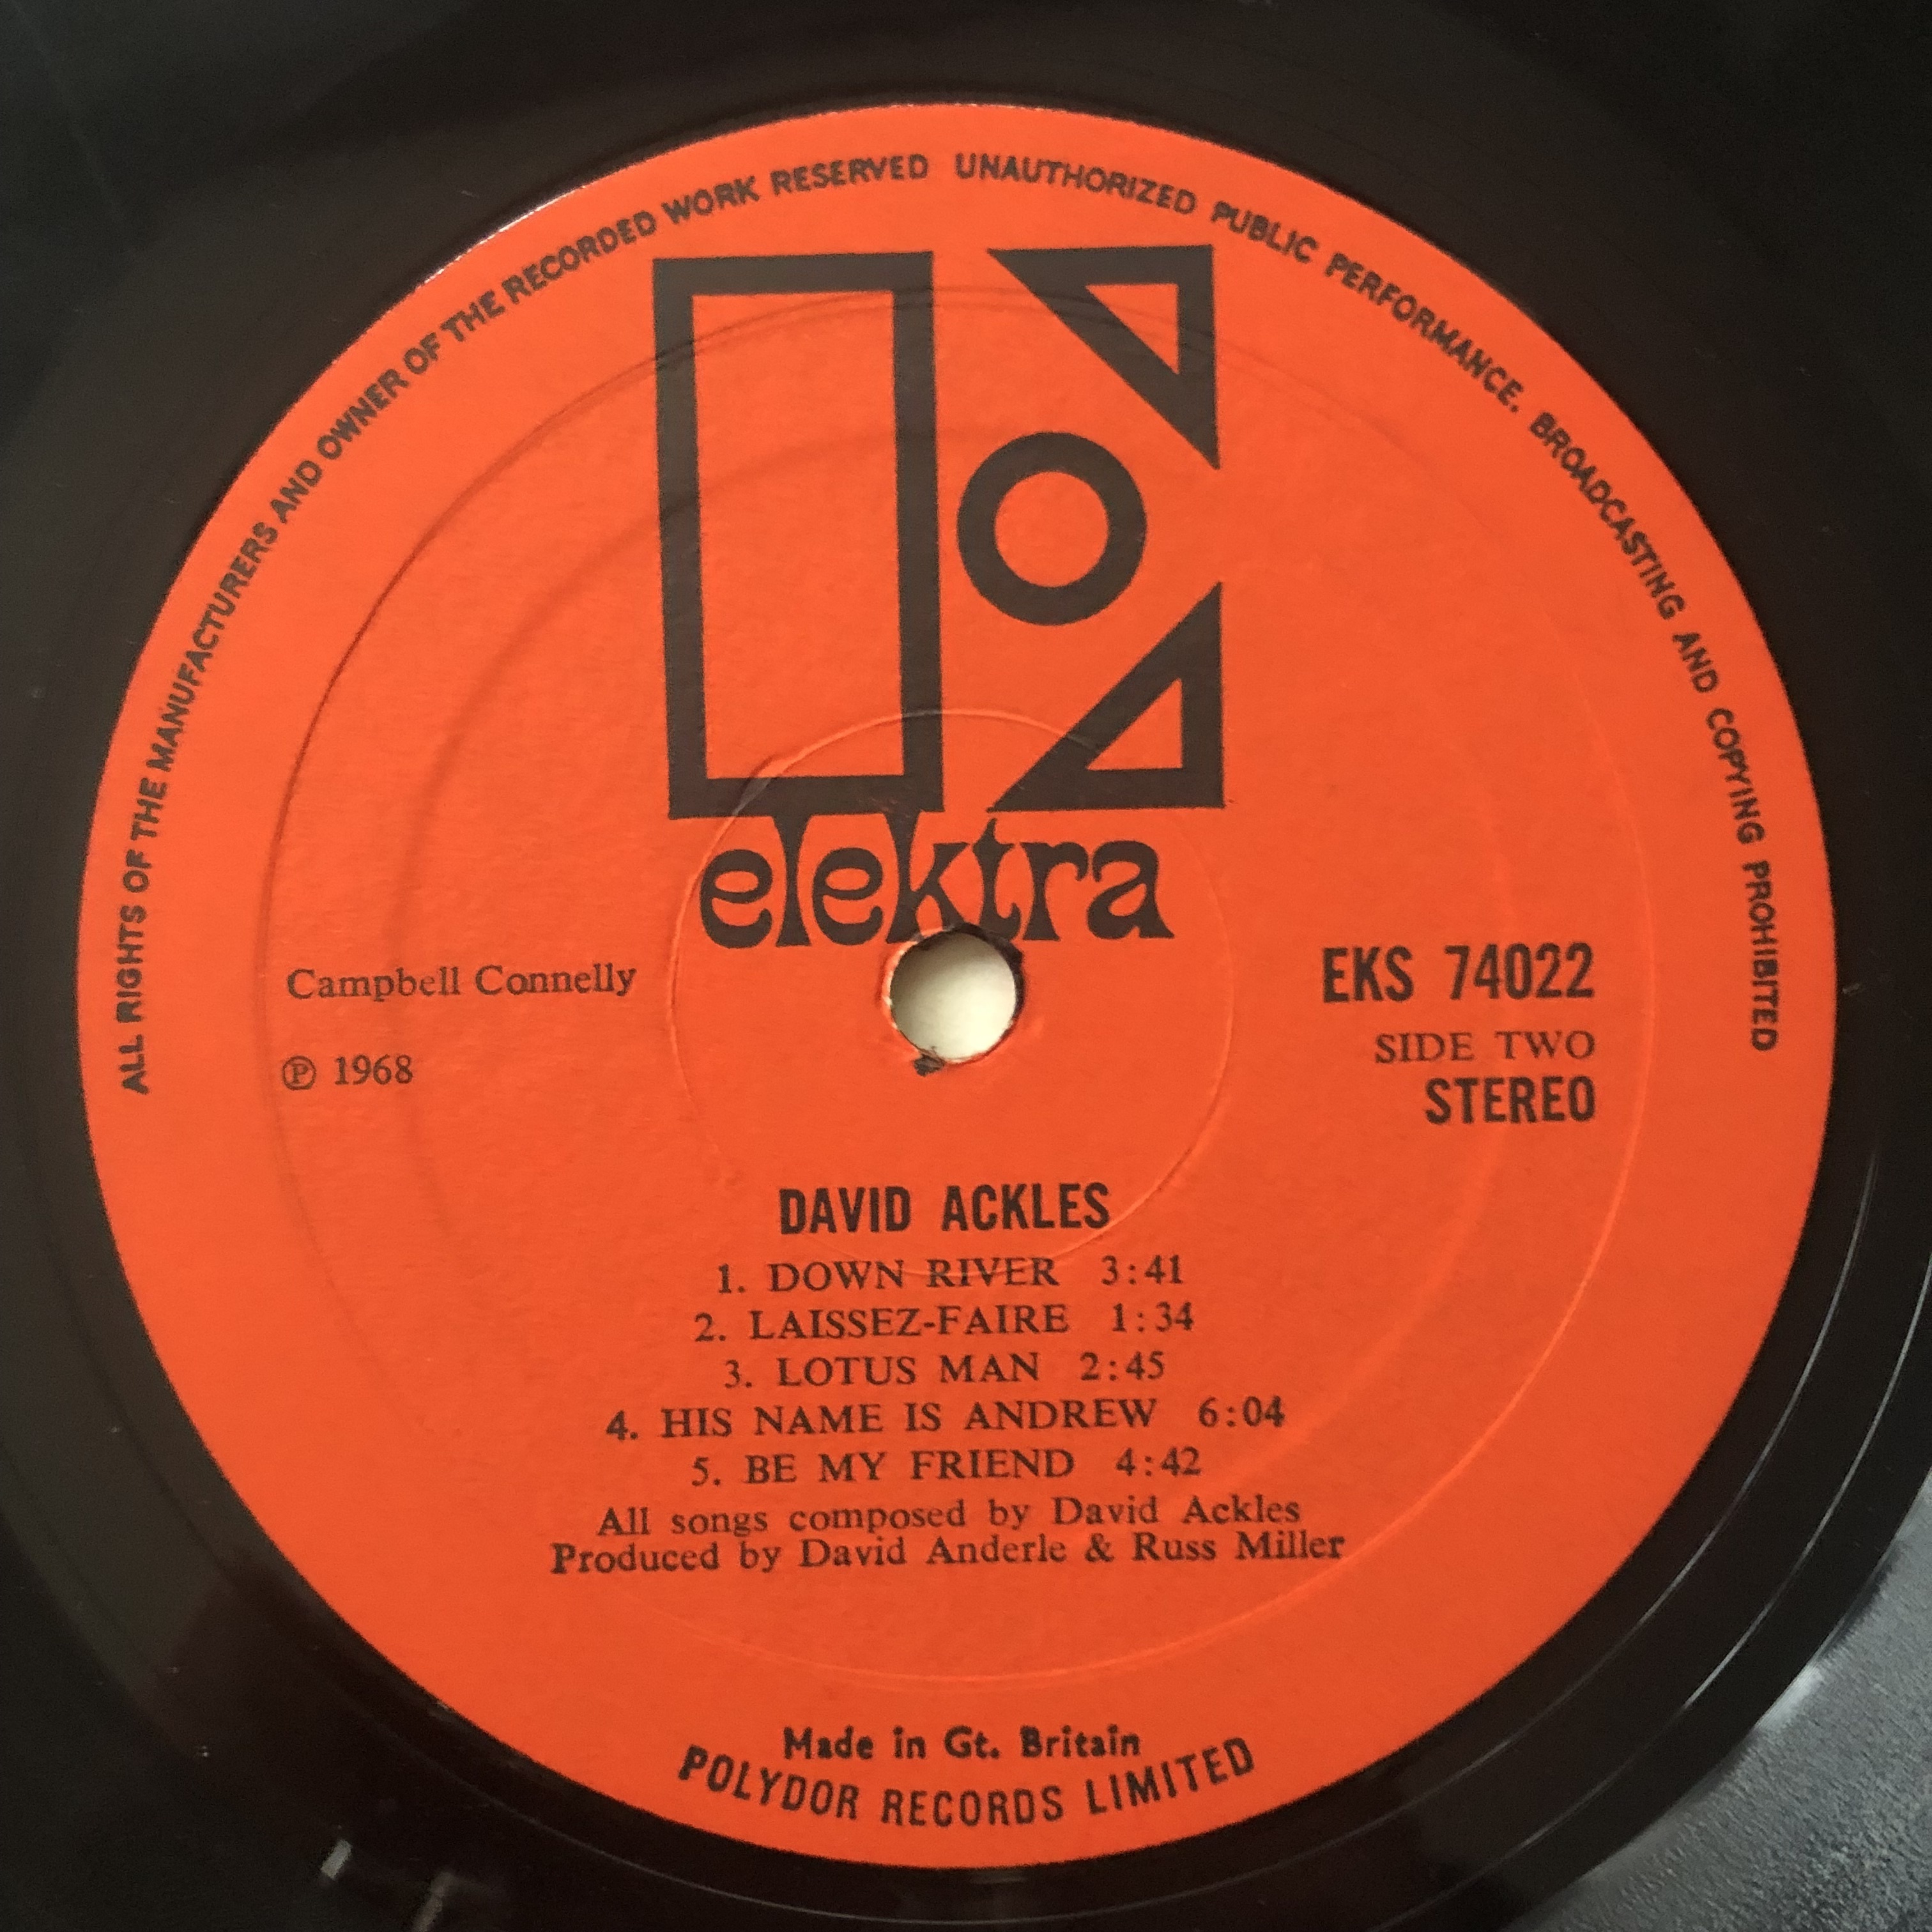 ALL RIGHTS OF THE MANUFACTURERS AND OWNER OF THE RECORDED WORK RESERVED UNAUTHORIZED PUBLIC PERFORMANCE, BROADCASTING AND COPYING PROHIBITED
elektra
Campbell Connelly
℗ 1968
EKS 74022
SIDE TWO
STEREO
DAVID ACKLES
1. DOWN RIVER 3:41
2. LAISSEZ-FAIRE 1:34
3. LOTUS MAN 2:45
4. HIS NAME IS ANDREW 6:04
5. BE MY FRIEND 4:42
All songs composed by David Ackles
Produced by David Anderle & Russ Miller
Made in Gt. Britain
POLYDOR RECORDS LIMITED